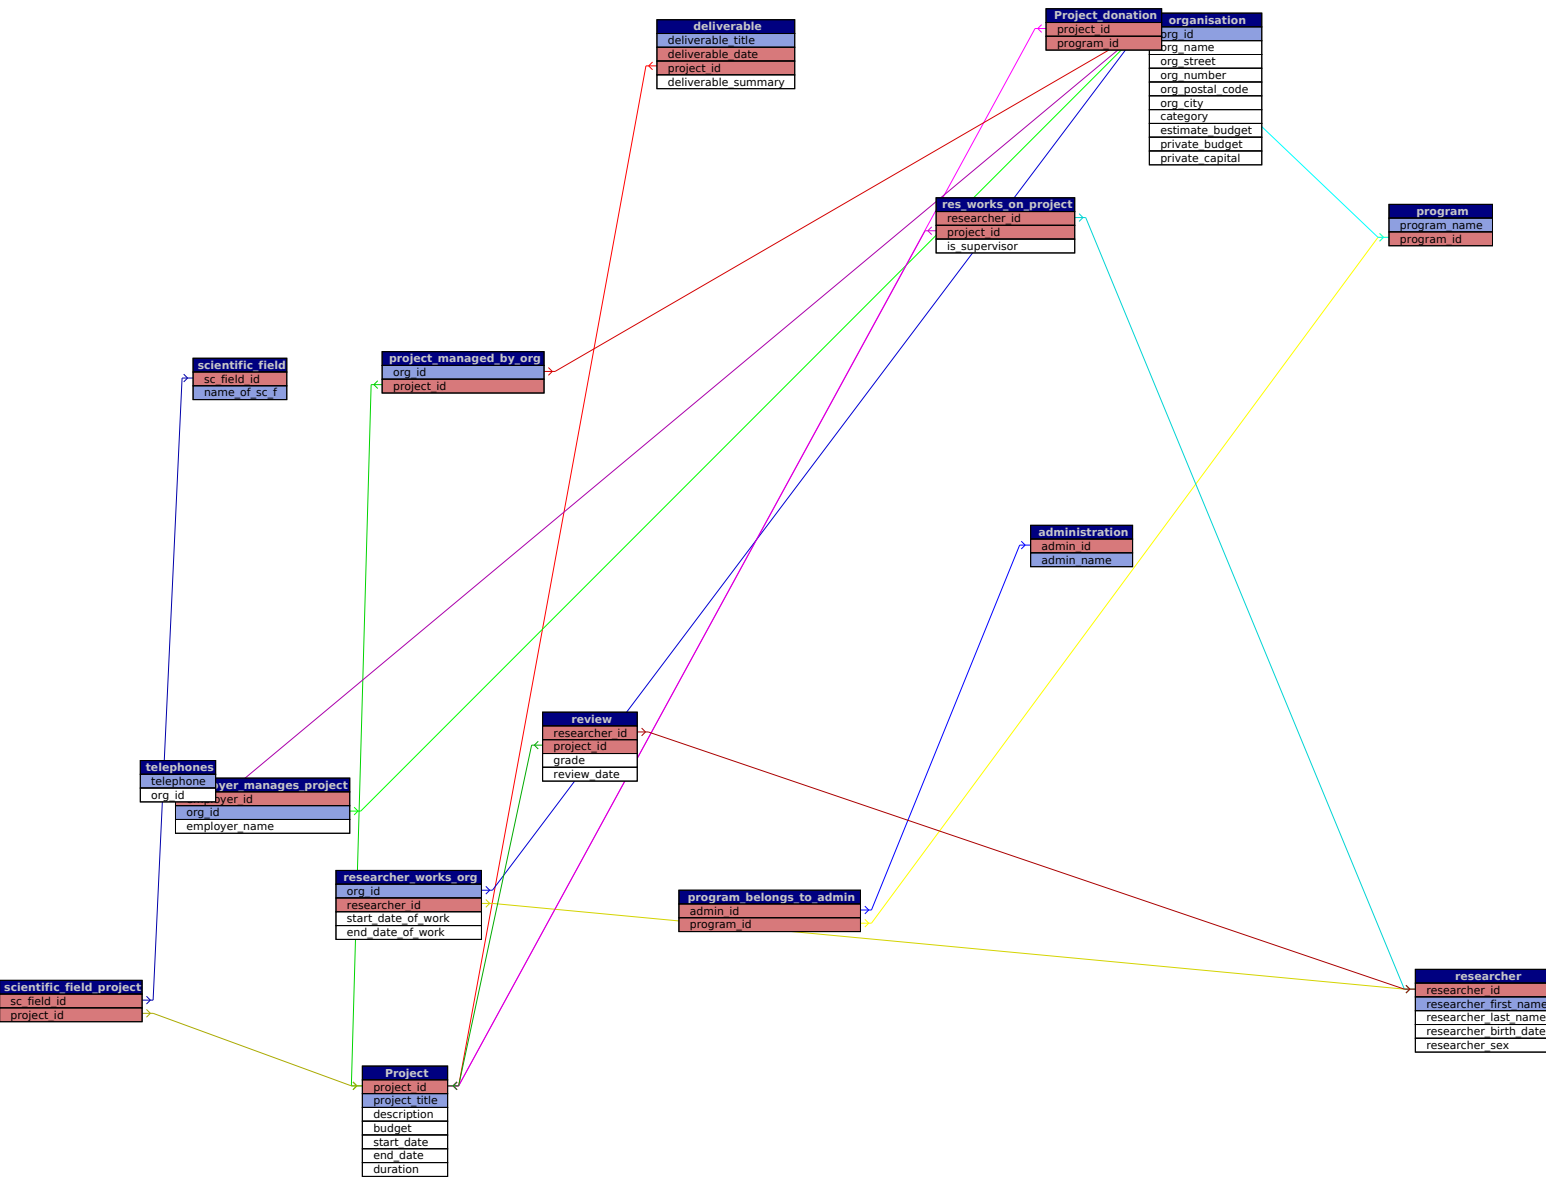 deliverable
deliverable_title
deliverable_date
project_id
deliverable_summary
Project_donation
project_id
program_id
organisation
org_id
org_name
org_street
org_number
org_postal_code
org_city
category
estimate_budget
private_budget
private_capital
res_works_on_project
researcher_id
project_id
is_supervisor
program
program_name
program_id
scientific_field
sc_field_id
name_of_sc_f
project_managed_by_org
org_id
project_id
administration
admin_id
admin_name
review
researcher_id
project_id
grade
review_date
telephones
telephone
org_id
oyer_manages_project
employer_id
org_id
employer_name
researcher_works_org
org_id
researcher_id
start_date_of_work
end_date_of_work
program_belongs_to_admin
admin_id
program_id
scientific_field_project
sc_field_id
project_id
researcher
researcher_id
researcher_first_name
researcher_last_name
researcher_birth_date
researcher_sex
Project
project_id
project_title
description
budget
start_date
end_date
duration